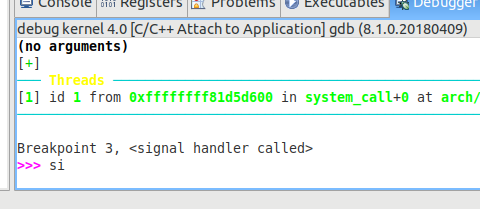 Console Registers Problems Executables Debugger
debug kernel 4.0 [C/C++ Attach to Application] gdb (8.1.0.20180409)
(no arguments)
[+]
Threads
[1] id 1 from 0xffffffff81d5d600 in system_call+0 at arch/
Breakpoint 3, <signal handler called>
>>> si